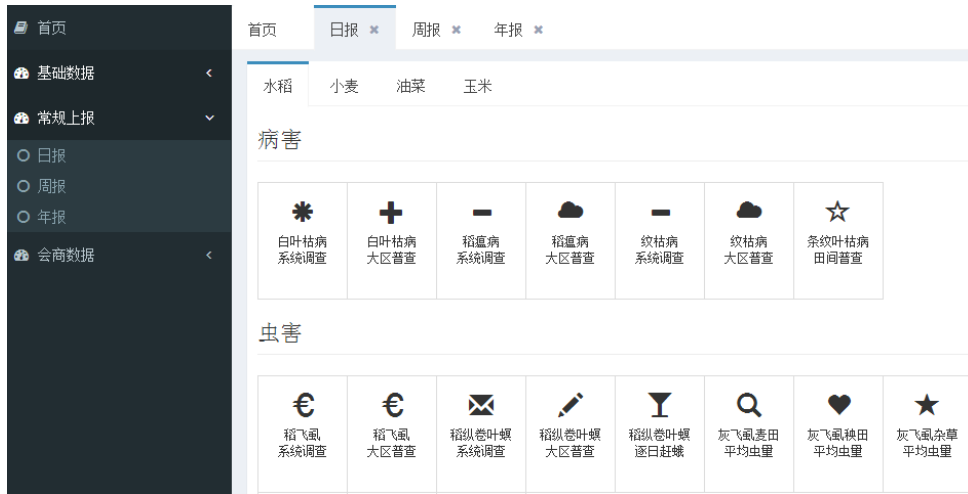 首页
基础数据
常规上报
日报
周报
年报
会商数据
首页 日报 周报 年报
水稻 小麦 油菜 玉米
病害
白叶枯病 白叶枯病 稻瘟病 稻瘟病 纹枯病 纹枯病 条纹叶枯病
系统调查 大区普查 系统调查 大区普查 系统调查 大区普查 田间普查
虫害
稻飞虱 稻飞虱 稻纵卷叶螟 稻纵卷叶螟 稻纵卷叶螟 灰飞虱麦田 灰飞虱秧田 灰飞虱杂草
系统调查 大区普查 系统调查 大区普查 逐日赶蛾 平均虫量 平均虫量 平均虫量